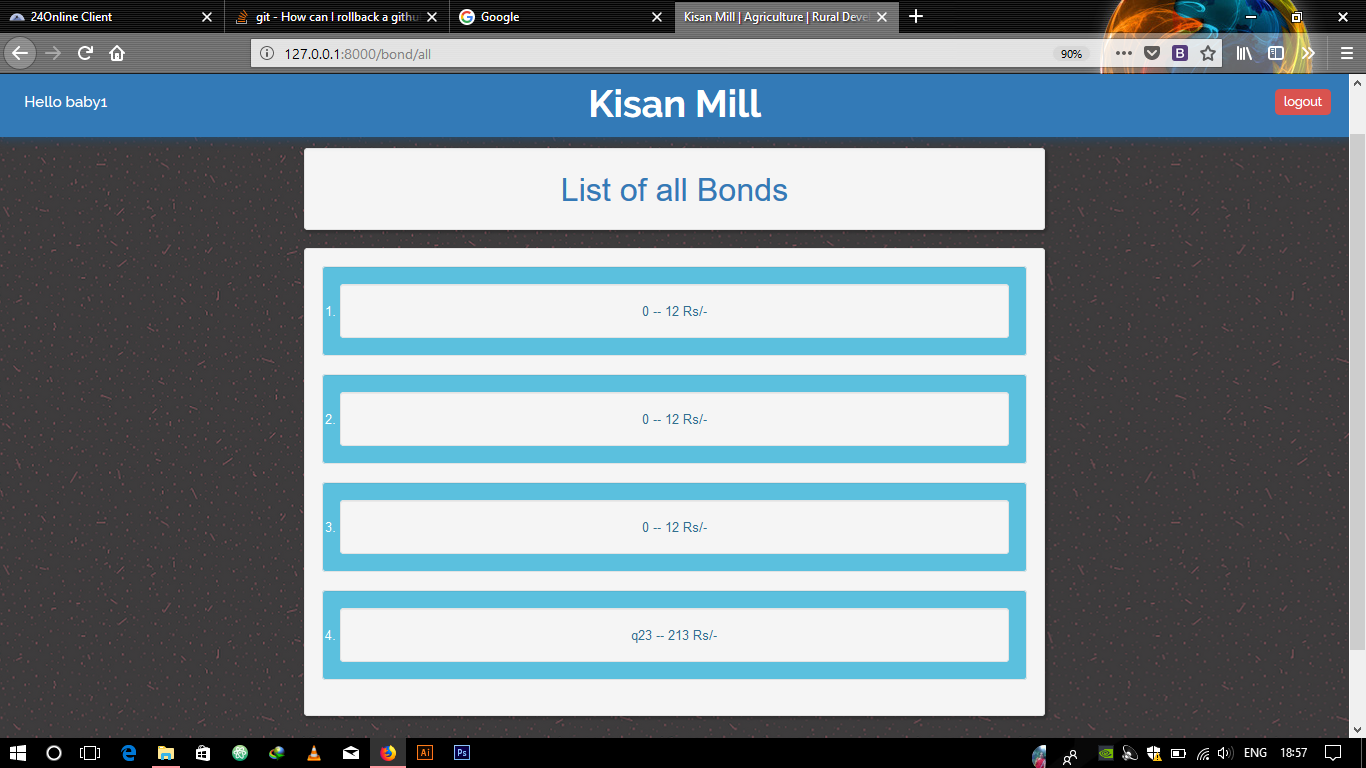 24Online Client
git - How can I rollback a githu
Google
Kisan Mill | Agriculture | Rural Deve
127.0.0.1:8000/bond/all
90%
B
Hello baby1
Kisan Mill
logout
List of all Bonds
1. 0 -- 12 Rs/-
2. 0 -- 12 Rs/-
3. 0 -- 12 Rs/-
4. q23 -- 213 Rs/-
Ai
Ps
ENG
18:57